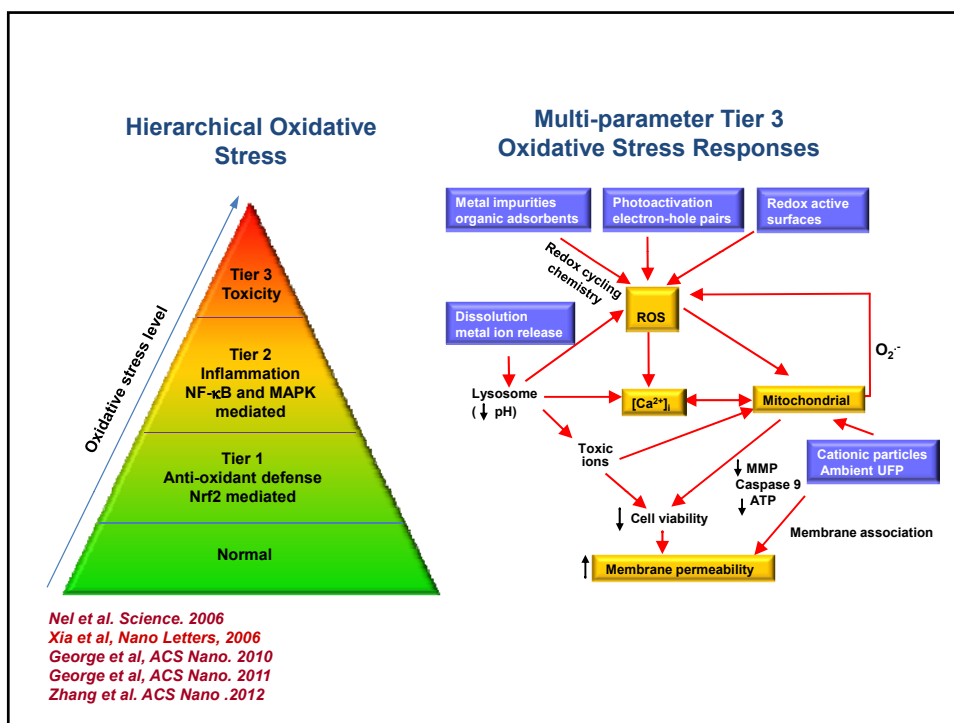 Hierarchical Oxidative
Stress
Oxidative stress level
Tier 3
Toxicity
Tier 2
Inflammation
NF-κB and MAPK
mediated
Tier 1
Anti-oxidant defense
Nrf2 mediated
Normal
Nel et al. Science. 2006
Xia et al, Nano Letters, 2006
George et al, ACS Nano. 2010
George et al, ACS Nano. 2011
Zhang et al. ACS Nano .2012
Multi-parameter Tier 3
Oxidative Stress Responses
Metal impurities
organic adsorbents
Photoactivation
electron-hole pairs
Redox active
surfaces
Redox cycling
chemistry
ROS
Dissolution
metal ion release
O₂·-
Lysosome
(↓ pH)
[Ca²⁺]ᵢ
Mitochondrial
Toxic
ions
Cationic particles
Ambient UFP
↓ MMP
Caspase 9
↓ ATP
↓ Cell viability
Membrane association
↑ Membrane permeability